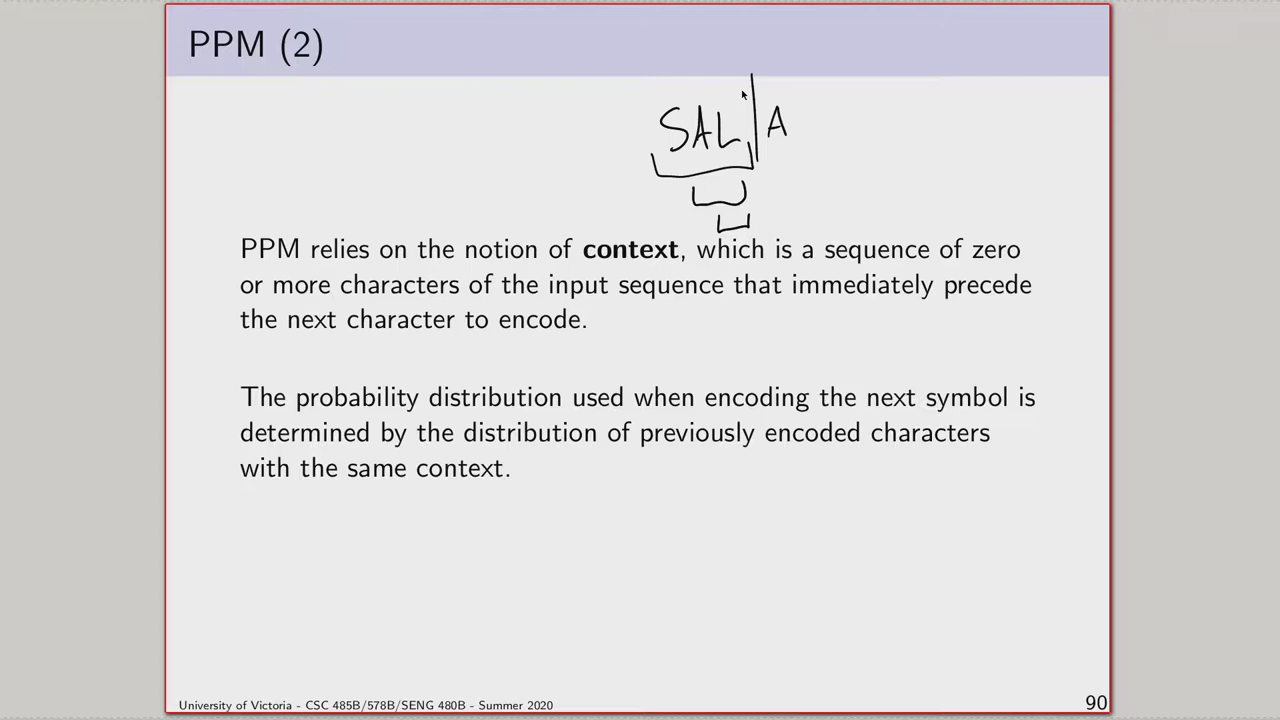 PPM (2)
SAL A
PPM relies on the notion of context, which is a sequence of zero
or more characters of the input sequence that immediately precede
the next character to encode.
The probability distribution used when encoding the next symbol is
determined by the distribution of previously encoded characters
with the same context.
University of Victoria - CSC 485B/578B/SENG 480B - Summer 2020
90